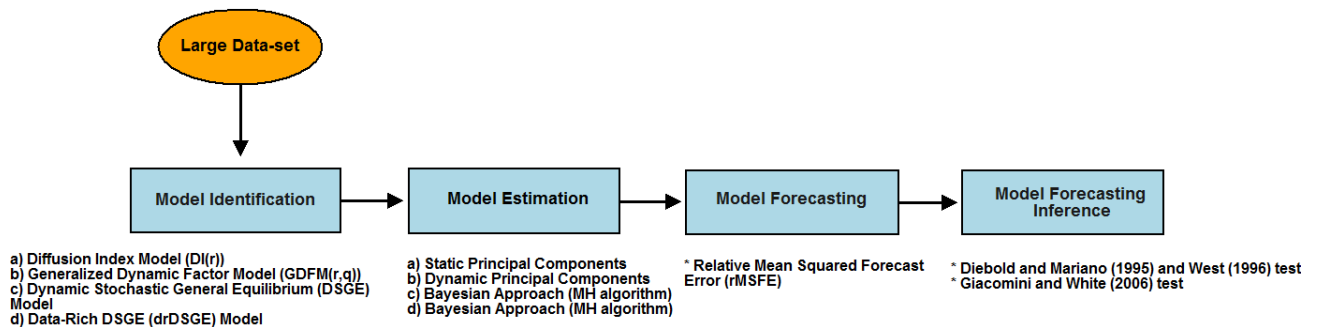 Large Data-set
Model Identification
Model Estimation
Model Forecasting
Model Forecasting
Inference
a) Diffusion Index Model (DI(r))
b) Generalized Dynamic Factor Model (GDFM(r,q))
c) Dynamic Stochastic General Equilibrium (DSGE)
Model
d) Data-Rich DSGE (drDSGE) Model
a) Static Principal Components
b) Dynamic Principal Components
c) Bayesian Approach (MH algorithm)
d) Bayesian Approach (MH algorithm)
* Relative Mean Squared Forecast
Error (rMSFE)
* Diebold and Mariano (1995) and West (1996) test
* Giacomini and White (2006) test